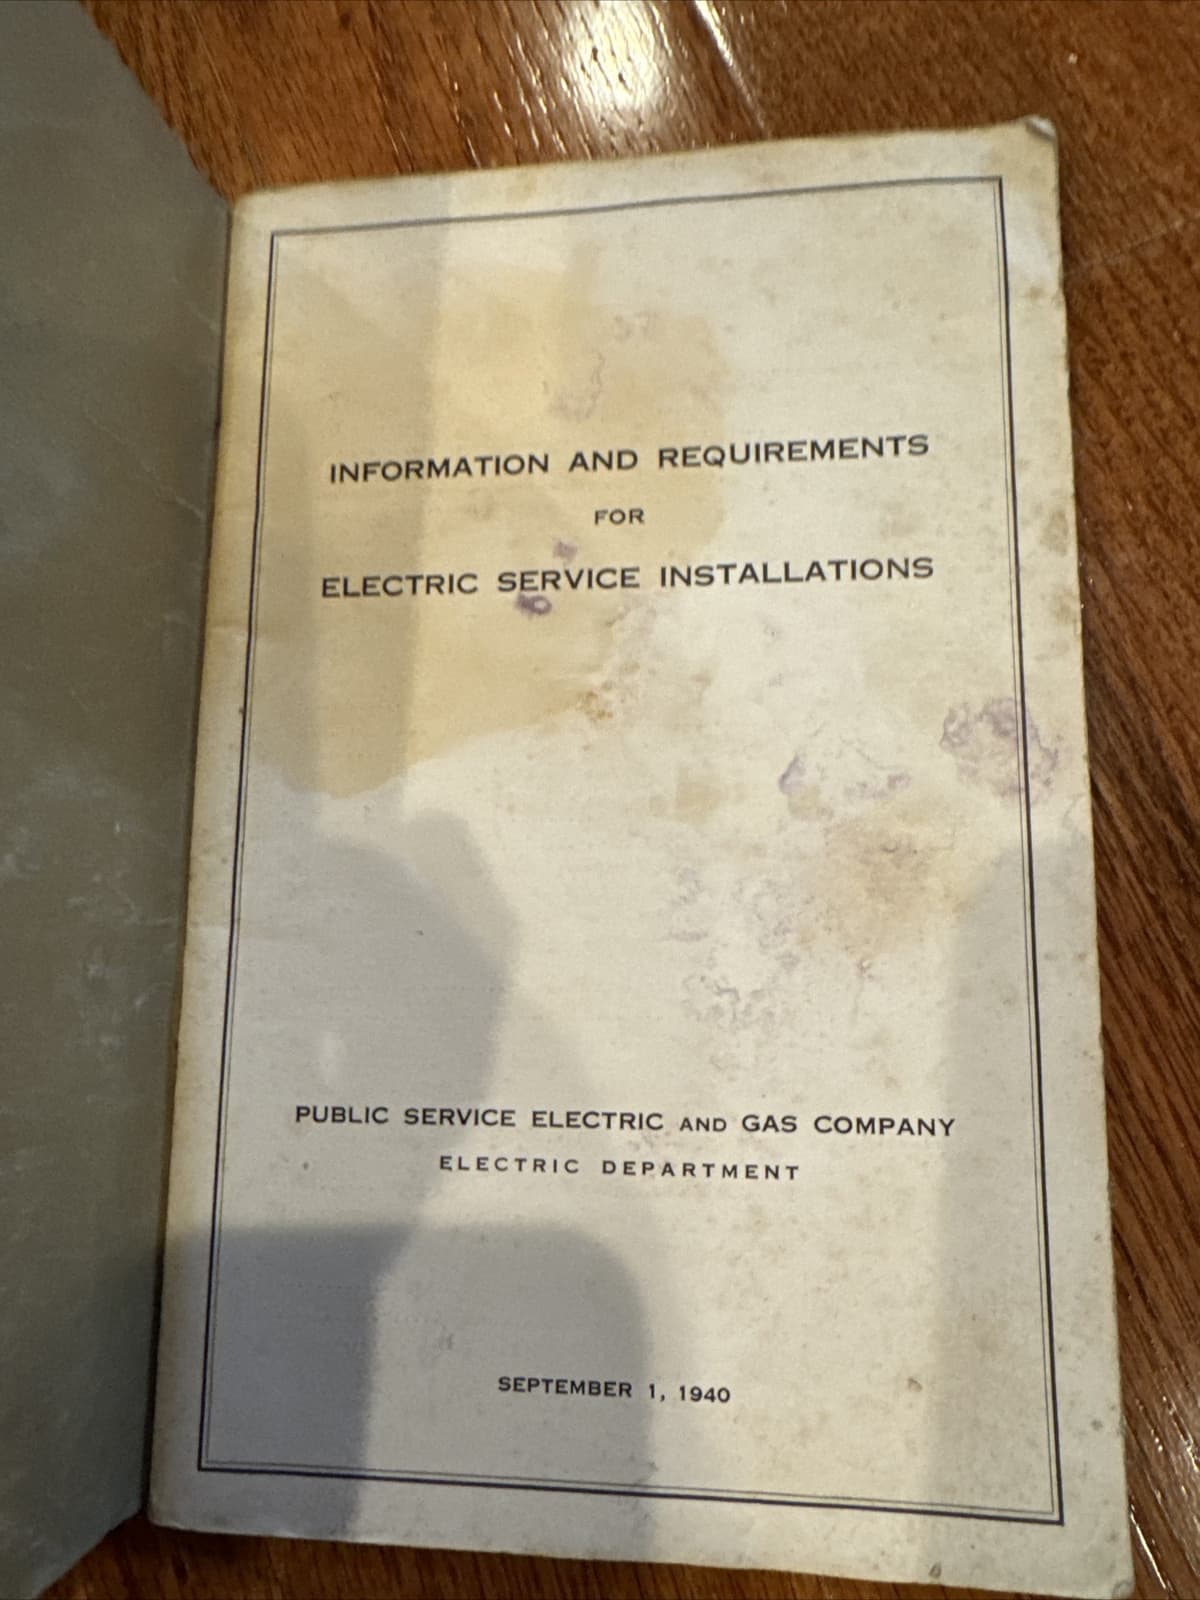 INFORMATION AND REQUIREMENTS
FOR
ELECTRIC SERVICE INSTALLATIONS
PUBLIC SERVICE ELECTRIC AND GAS COMPANY
ELECTRIC DEPARTMENT
SEPTEMBER 1, 1940